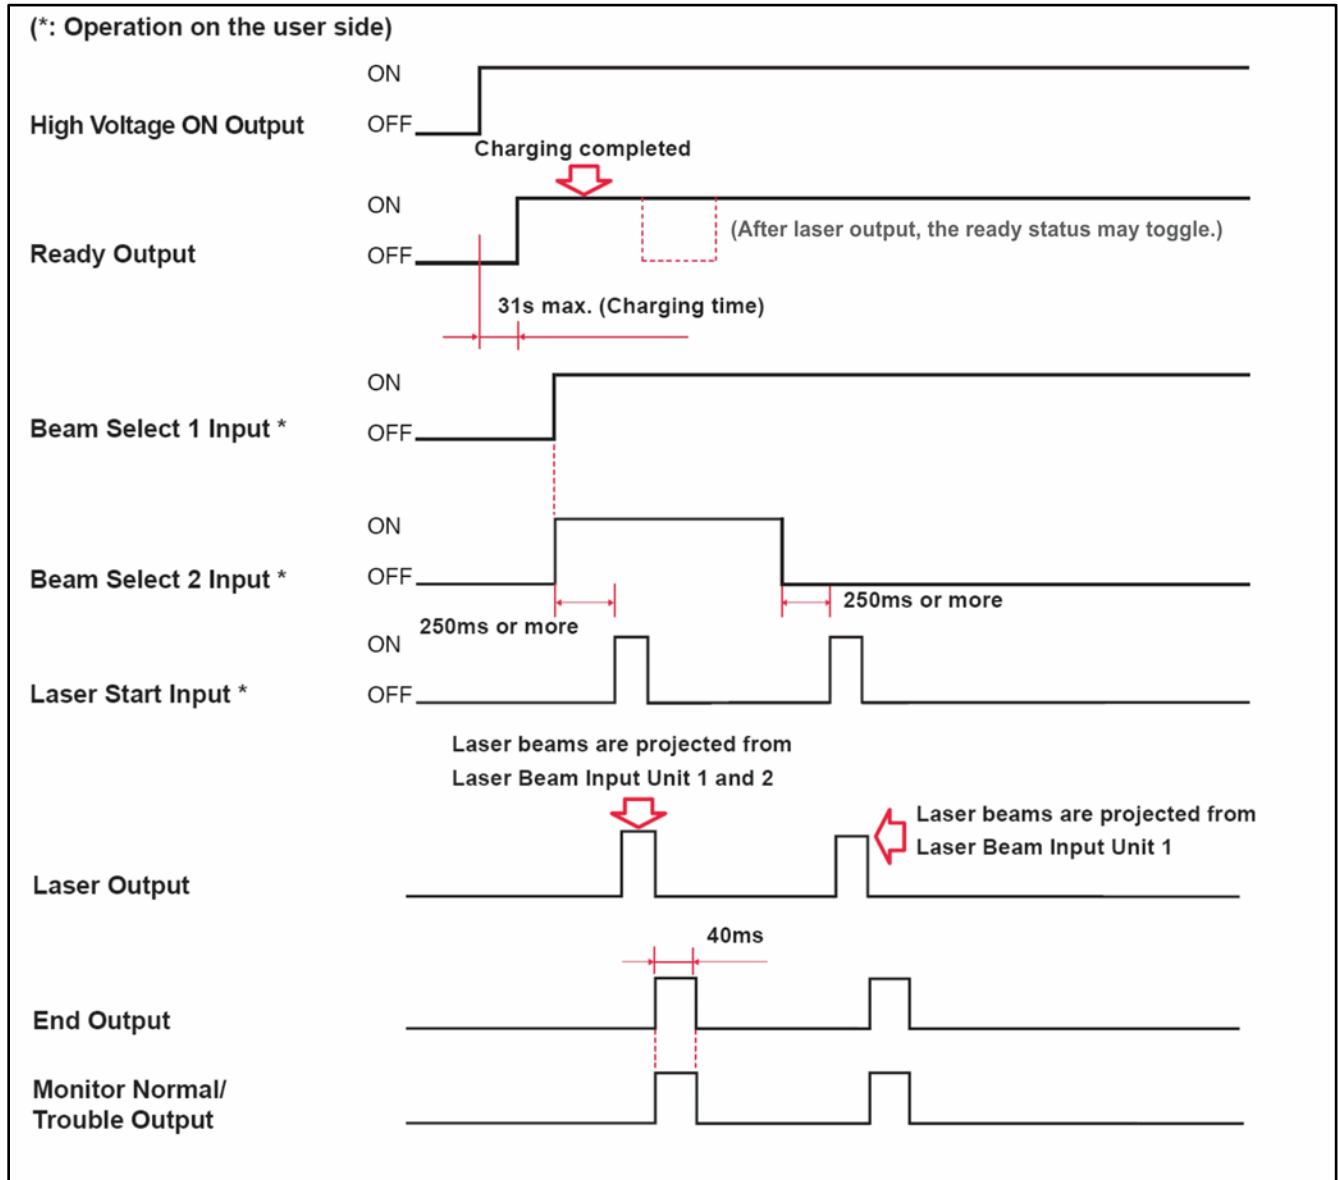 (*: Operation on the user side)
ON
High Voltage ON Output
OFF
Charging completed
ON
(After laser output, the ready status may toggle.)
Ready Output
OFF
31s max. (Charging time)
ON
Beam Select 1 Input *
OFF
ON
Beam Select 2 Input *
OFF
250ms or more
250ms or more
ON
Laser Start Input *
OFF
Laser beams are projected from
Laser Beam Input Unit 1 and 2
Laser beams are projected from
Laser Beam Input Unit 1
Laser Output
40ms
End Output
Monitor Normal/
Trouble Output